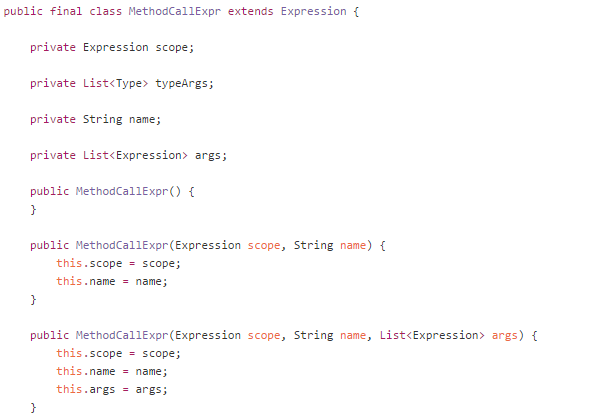 public final class MethodCallExpr extends Expression {
private Expression scope;
private List<Type> typeArgs;
private String name;
private List<Expression> args;
public MethodCallExpr() {
}
public MethodCallExpr(Expression scope, String name) {
this.scope = scope;
this.name = name;
}
public MethodCallExpr(Expression scope, String name, List<Expression> args) {
this.scope = scope;
this.name = name;
this.args = args;
}